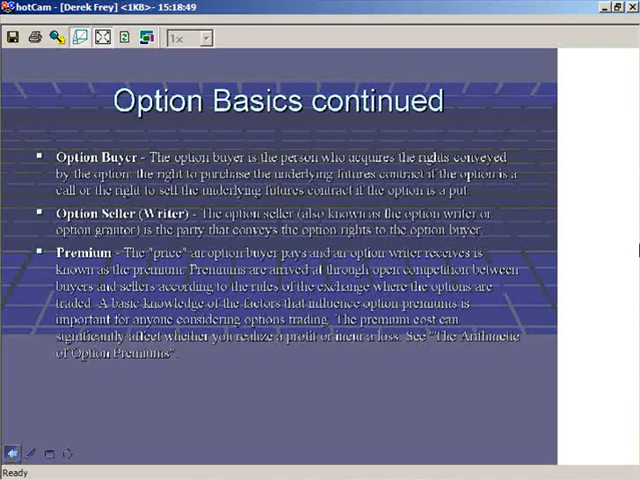 hotCam - [Derek Frey] <1KB> - 15:18:49
1x
Option Basics continued
Option Buyer - The option buyer is the person who acquires the rights conveyed
by the option: the right to purchase the underlying futures contract if the option is a
call or the right to sell the underlying futures contract if the option is a put.
Option Seller (Writer) - The option seller (also known as the option writer or
option grantor) is the party that conveys the option rights to the option buyer.
Premium - The "price" an option buyer pays and an option writer receives is
known as the premium. Premiums are arrived at through open competition between
buyers and sellers according to the rules of the exchange where the options are
traded. A basic knowledge of the factors that influence option premiums is
important for anyone considering options trading. The premium cost can
significantly affect whether you realize a profit or incur a loss. See "The Arithmetic
of Option Premiums".
Ready